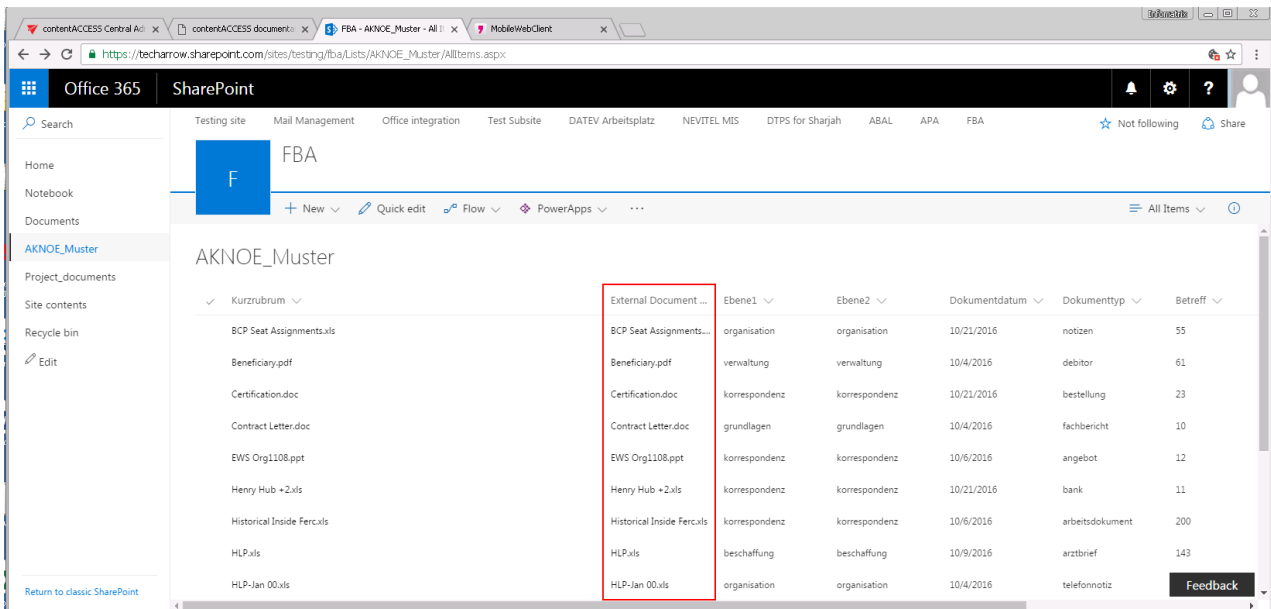 Infomatrix
contentACCESS Central Adm contentACCESS documenta FBA - AKNOE_Muster - All It MobileWebClient
https://techarrow.sharepoint.com/sites/testing/fba/Lists/AKNOE_Muster/AllItems.aspx
Office 365 SharePoint ?
Search Testing site Mail Management Office integration Test Subsite DATEV Arbeitsplatz NEVITEL MIS DTPS for Sharjah ABAL APA FBA Not following Share
F FBA
Home
Notebook
Documents
AKNOE_Muster
Project_documents
Site contents
Recycle bin
Edit
+ New Quick edit Flow PowerApps ... All Items
AKNOE_Muster
Kurzrubrum External Document ... Ebene1 Ebene2 Dokumentdatum Dokumenttyp Betreff
BCP Seat Assignments.xls BCP Seat Assignments.... organisation organisation 10/21/2016 notizen 55
Beneficiary.pdf Beneficiary.pdf verwaltung verwaltung 10/4/2016 debitor 61
Certification.doc Certification.doc korrespondenz korrespondenz 10/21/2016 bestellung 23
Contract Letter.doc Contract Letter.doc grundlagen grundlagen 10/4/2016 fachbericht 10
EWS Org1108.ppt EWS Org1108.ppt korrespondenz korrespondenz 10/6/2016 angebot 12
Henry Hub +2.xls Henry Hub +2.xls korrespondenz korrespondenz 10/21/2016 bank 11
Historical Inside Ferc.xls Historical Inside Ferc.xls korrespondenz korrespondenz 10/6/2016 arbeitsdokument 200
HLP.xls HLP.xls beschaffung beschaffung 10/9/2016 arztbrief 143
HLP-Jan 00.xls HLP-Jan 00.xls organisation organisation 10/4/2016 telefonnotiz
Return to classic SharePoint
Feedback